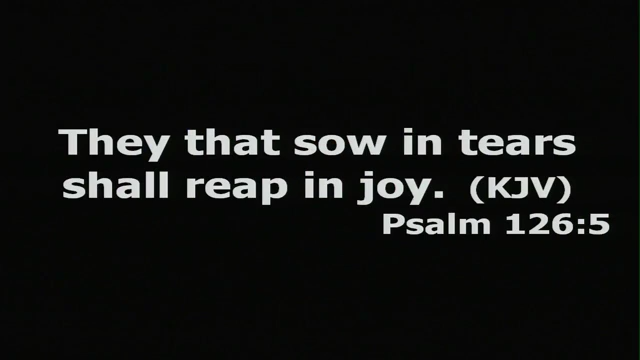 They that sow in tears
shall reap in joy. (KJV)
Psalm 126:5